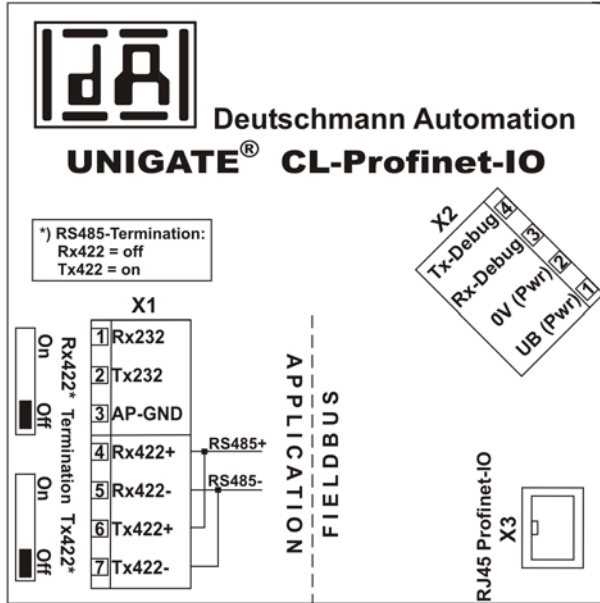 dA
Deutschmann Automation
UNIGATE® CL-Profinet-IO
*) RS485-Termination:
Rx422 = off
Tx422 = on
X2
4 Tx-Debug
3 Rx-Debug
2 0V (Pwr)
1 UB (Pwr)
X1
1 Rx232
2 Tx232
3 AP-GND
4 Rx422+
5 Rx422-
6 Tx422+
7 Tx422-
RS485+
RS485-
Rx422* Termination Tx422*
On Off
On Off
APPLICATION
FIELDBUS
RJ45 Profinet-IO
X3